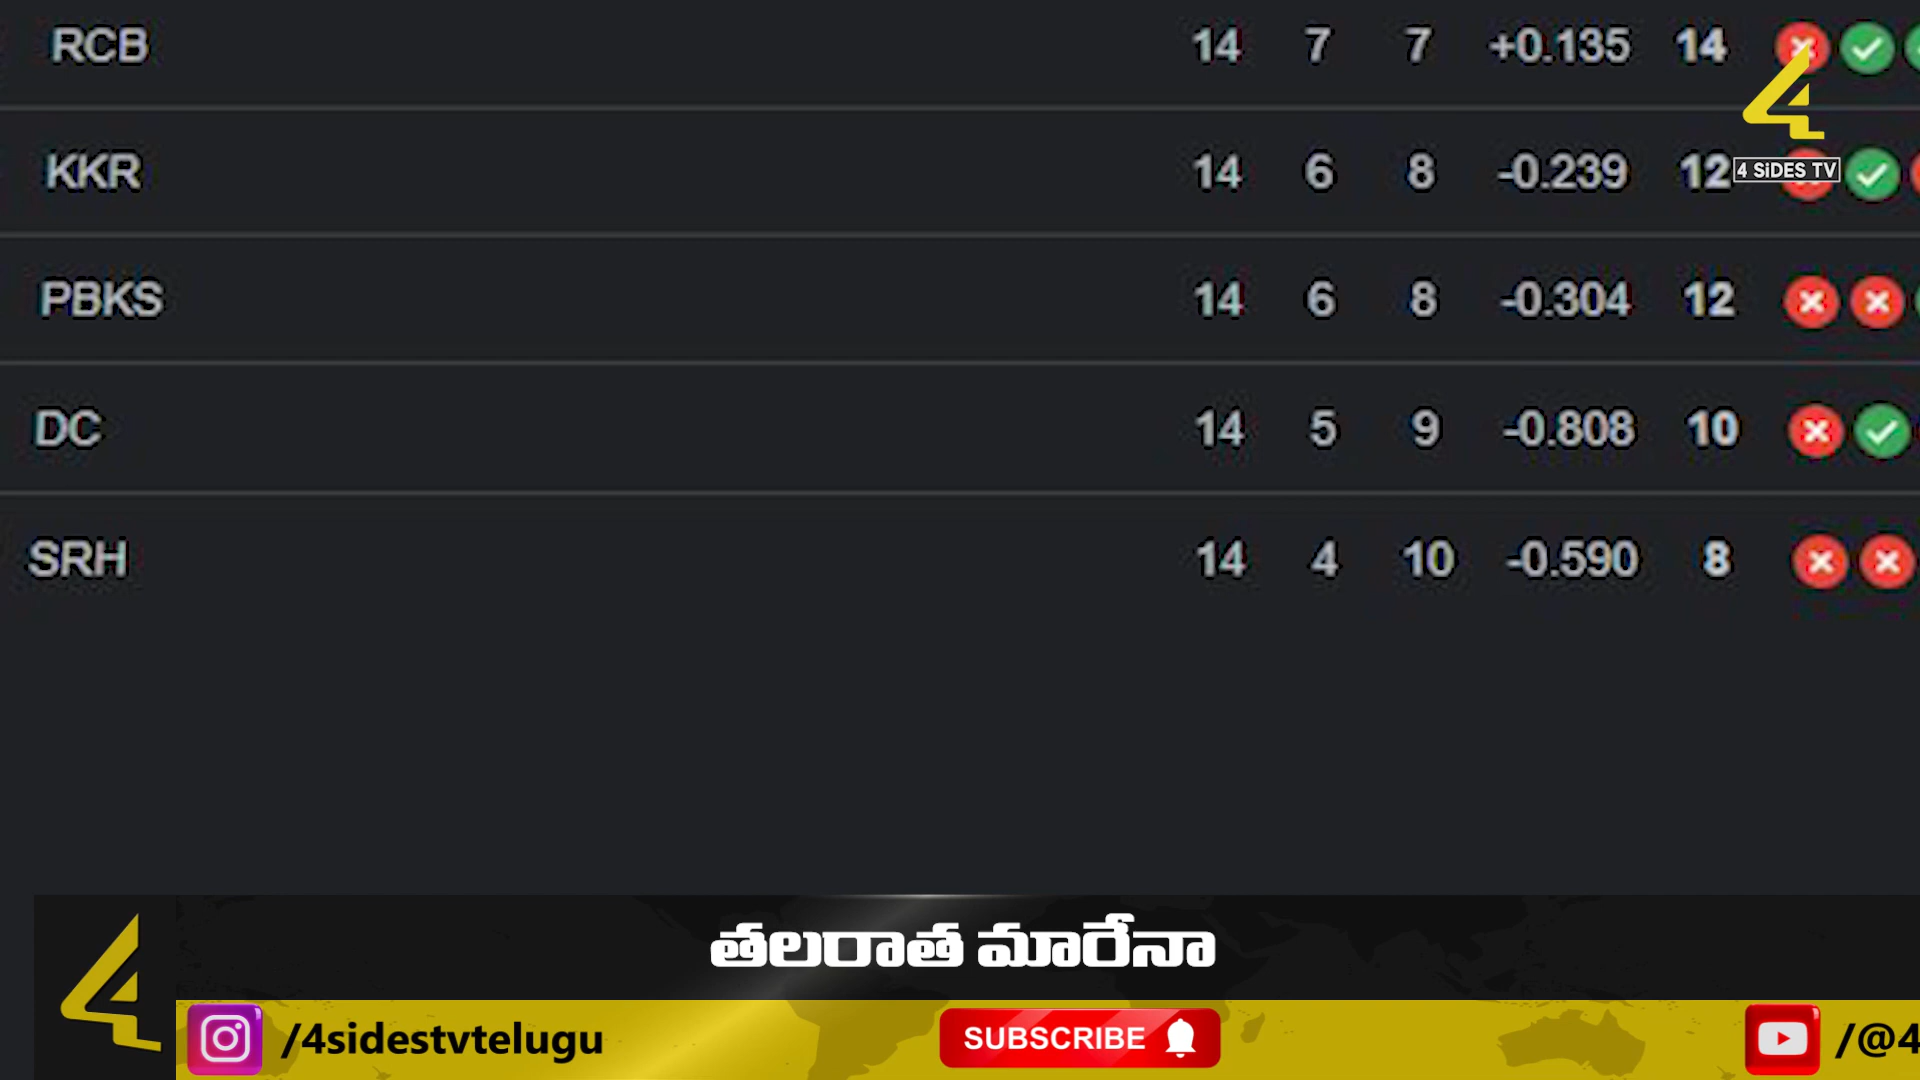 RCB 14 7 7 +0.135 14
KKR 14 6 8 -0.239 12
4 SiDES TV
PBKS 14 6 8 -0.304 12
DC 14 5 9 -0.808 10
SRH 14 4 10 -0.590 8
తలరాత మారేనా
/4sidestvtelugu SUBSCRIBE /@4